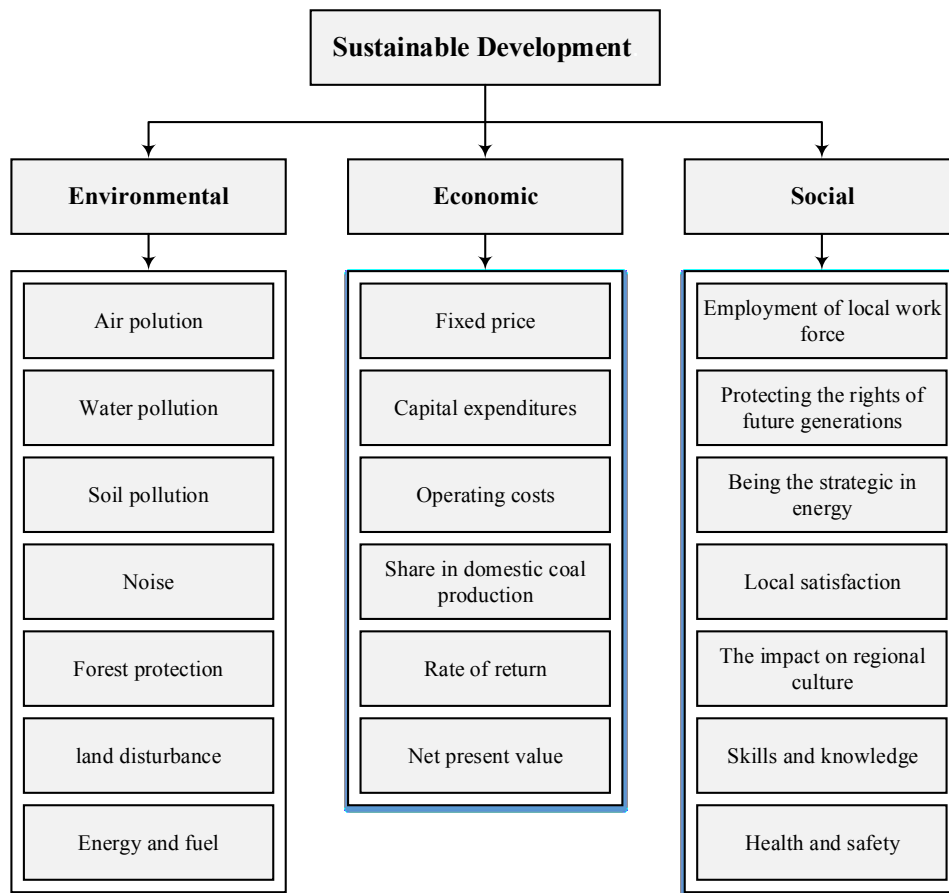 Sustainable Development
Environmental
Economic
Social
Air polution
Water pollution
Soil pollution
Noise
Forest protection
land disturbance
Energy and fuel
Fixed price
Capital expenditures
Operating costs
Share in domestic coal
production
Rate of return
Net present value
Employment of local work
force
Protecting the rights of
future generations
Being the strategic in
energy
Local satisfaction
The impact on regional
culture
Skills and knowledge
Health and safety